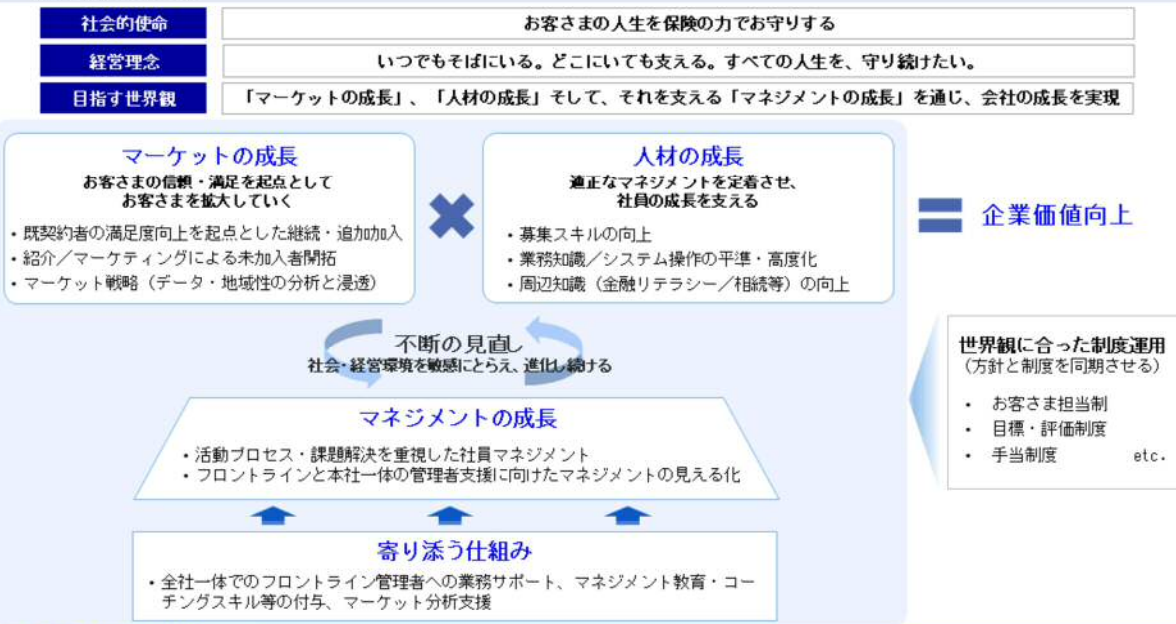 社会的使命
お客さまの人生を保険の力でお守りする
経営理念
いつでもそばにいる。どこにいても支える。すべての人生を、守り続けたい。
目指す世界観
「マーケットの成長」、「人材の成長」そして、それを支える「マネジメントの成長」を通じ、会社の成長を実現
マーケットの成長
お客さまの信頼・満足を起点として
お客さまを拡大していく
・既契約者の満足度向上を起点とした継続・追加加入
・紹介／マーケティングによる未加入者開拓
・マーケット戦略（データ・地域性の分析と浸透）
人材の成長
適正なマネジメントを定着させ、
社員の成長を支える
・募集スキルの向上
・業務知識／システム操作の平準・高度化
・周辺知識（金融リテラシー／相続等）の向上
企業価値向上
不断の見直し
社会・経営環境を敏感にとらえ、進化し続ける
マネジメントの成長
・活動プロセス・課題解決を重視した社員マネジメント
・フロントラインと本社一体の管理者支援に向けたマネジメントの見える化
寄り添う仕組み
・全社一体でのフロントライン管理者への業務サポート、マネジメント教育・コー
チングスキル等の付与、マーケット分析支援
世界観に合った制度運用
（方針と制度を同期させる）
・ お客さま担当制
・ 目標・評価制度
・ 手当制度 etc.